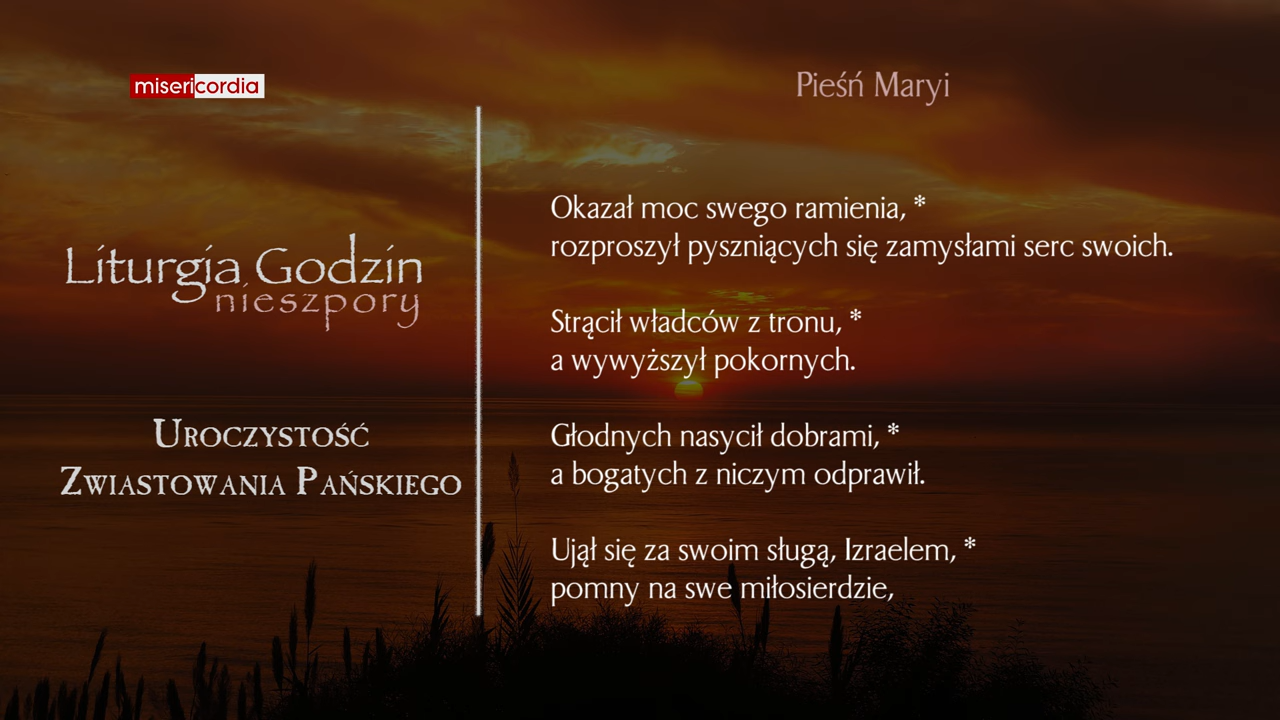 misericordia
Liturgia Godzin
nieszpory
Uroczystość
Zwiastowania Pańskiego
Pieśń Maryi
Okazał moc swego ramienia, *
rozproszył pyszniących się zamysłami serc swoich.
Strącił władców z tronu, *
a wywyższył pokornych.
Głodnych nasycił dobrami, *
a bogatych z niczym odprawił.
Ujął się za swoim sługą, Izraelem, *
pomny na swe miłosierdzie,